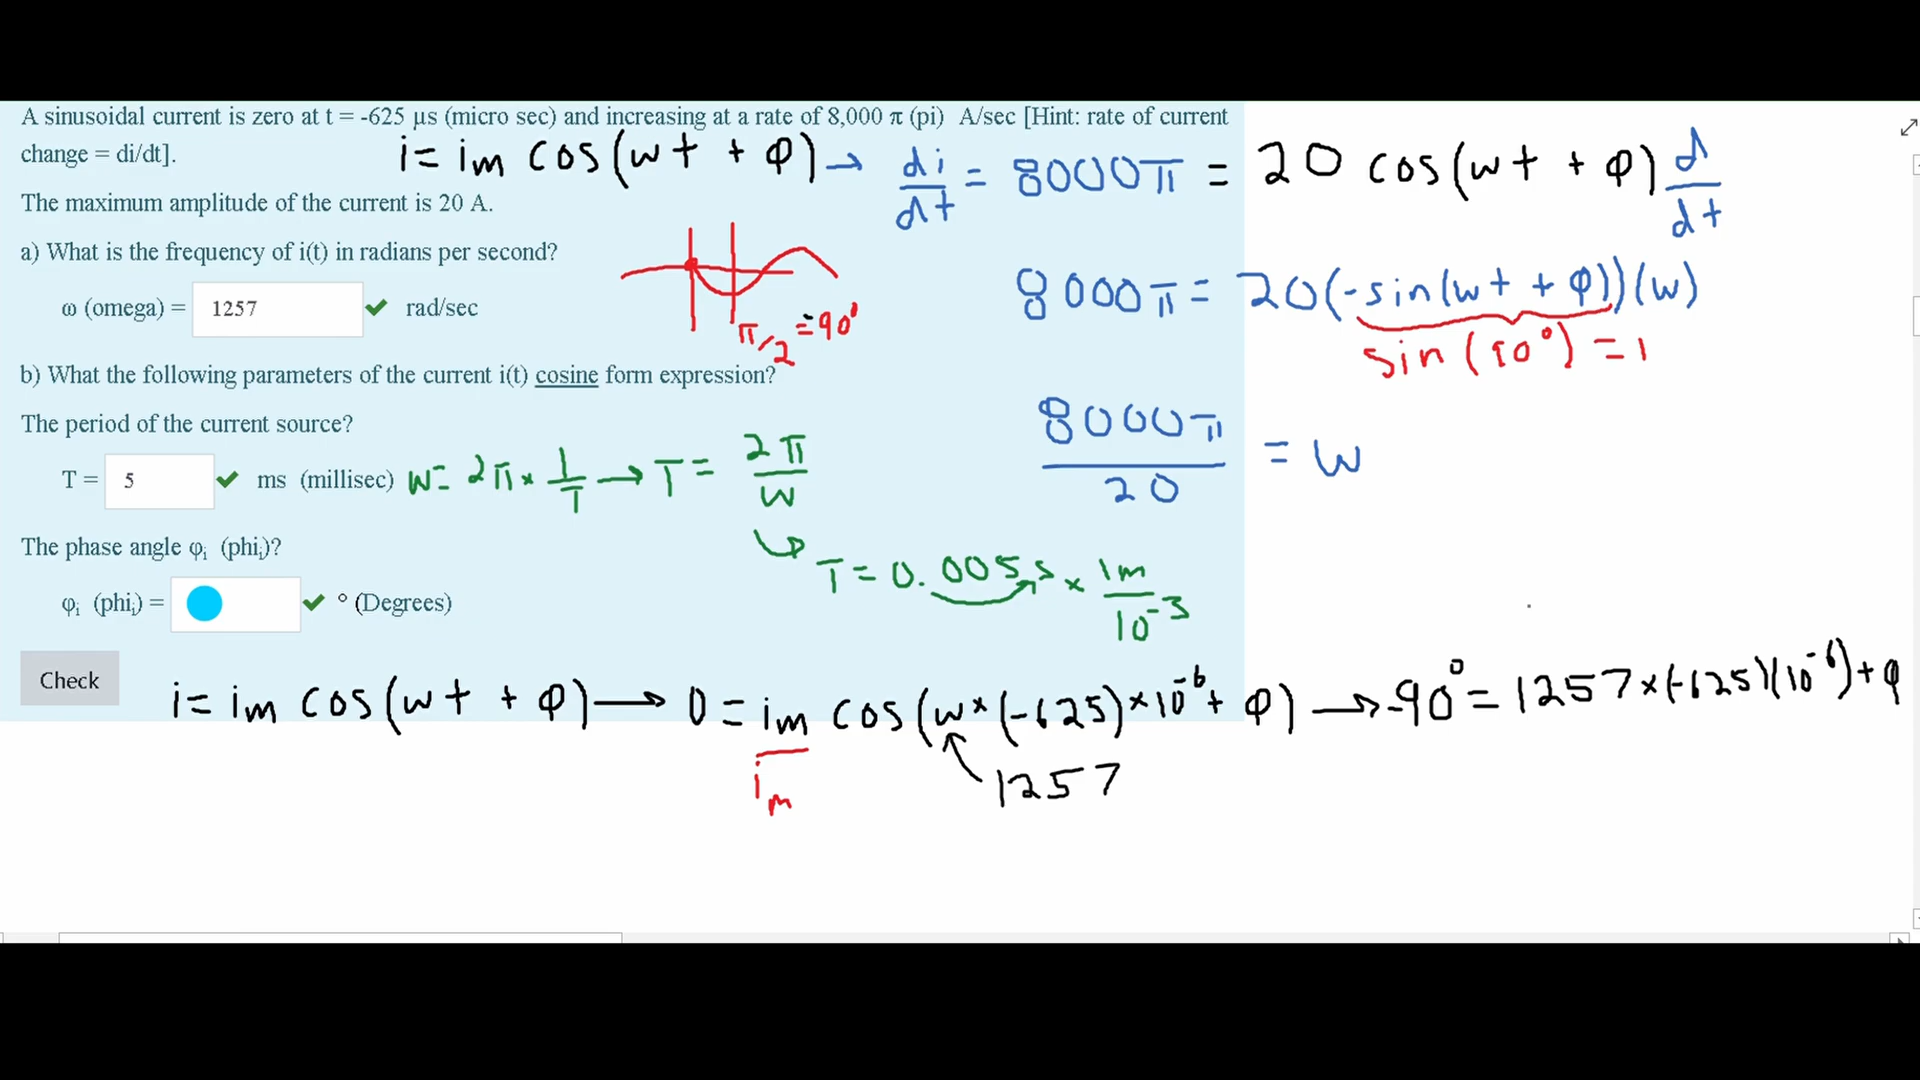 A sinusoidal current is zero at t = -625 µs (micro sec) and increasing at a rate of 8,000 π (pi) A/sec [Hint: rate of current
change = di/dt].
i = im cos(wt + φ) → di/dt = 8000π = 20 cos(wt + φ) d/dt
The maximum amplitude of the current is 20 A.
a) What is the frequency of i(t) in radians per second?
ω (omega) = 1257 ✔ rad/sec
π/2 = -90°
8000π = 20(-sin(wt + φ))(w)
sin(90°) = 1
b) What the following parameters of the current i(t) cosine form expression?
8000π/20 = w
The period of the current source?
T = 5 ✔ ms (millisec)
w = 2π × 1/T → T = 2π/w
T = 0.005 s × 1m/10⁻³
The phase angle φᵢ (phiᵢ)?
φᵢ (phiᵢ) = ✔ ° (Degrees)
Check
i = im cos(wt + φ) → 0 = im cos(w×(-625)×10⁻⁶ + φ) → -90° = 1257×(-625)(10⁻⁶) + φ
im
1257